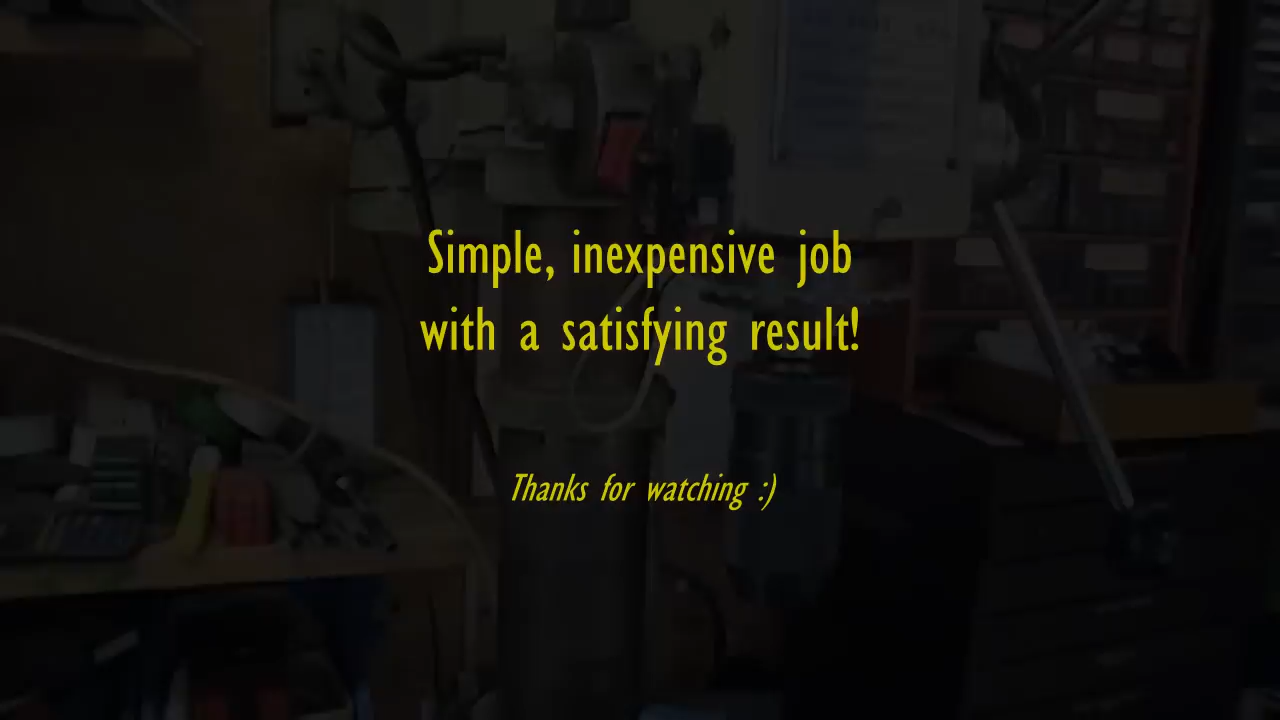 Simple, inexpensive job
with a satisfying result!
Thanks for watching :)